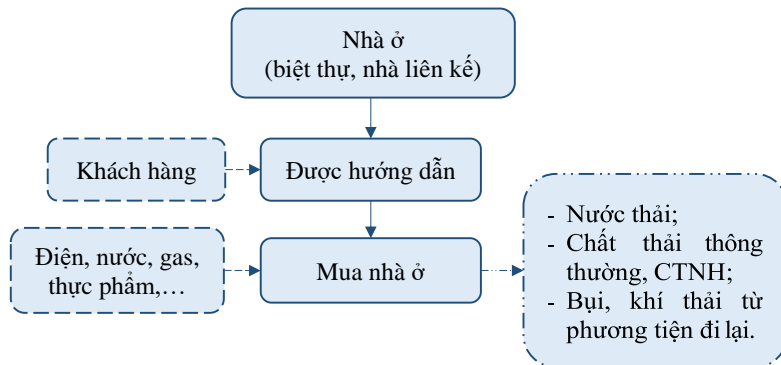 Nhà ở
(biệt thự, nhà liên kế)
Khách hàng
Được hướng dẫn
Điện, nước, gas,
thực phẩm,…
Mua nhà ở
- Nước thải;
- Chất thải thông
thường, CTNH;
- Bụi, khí thải từ
phương tiện đi lại.